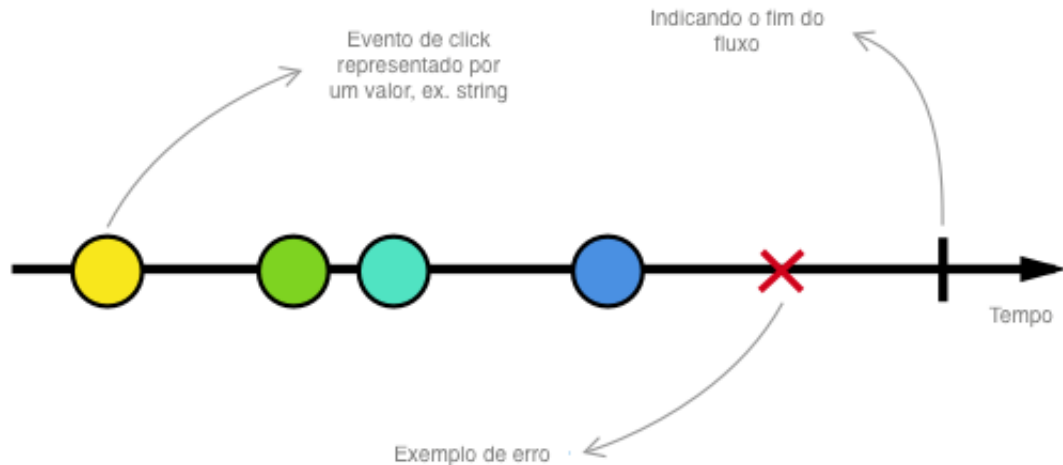 Evento de click
representado por
um valor, ex. string
Indicando o fim do
fluxo
Tempo
Exemplo de erro